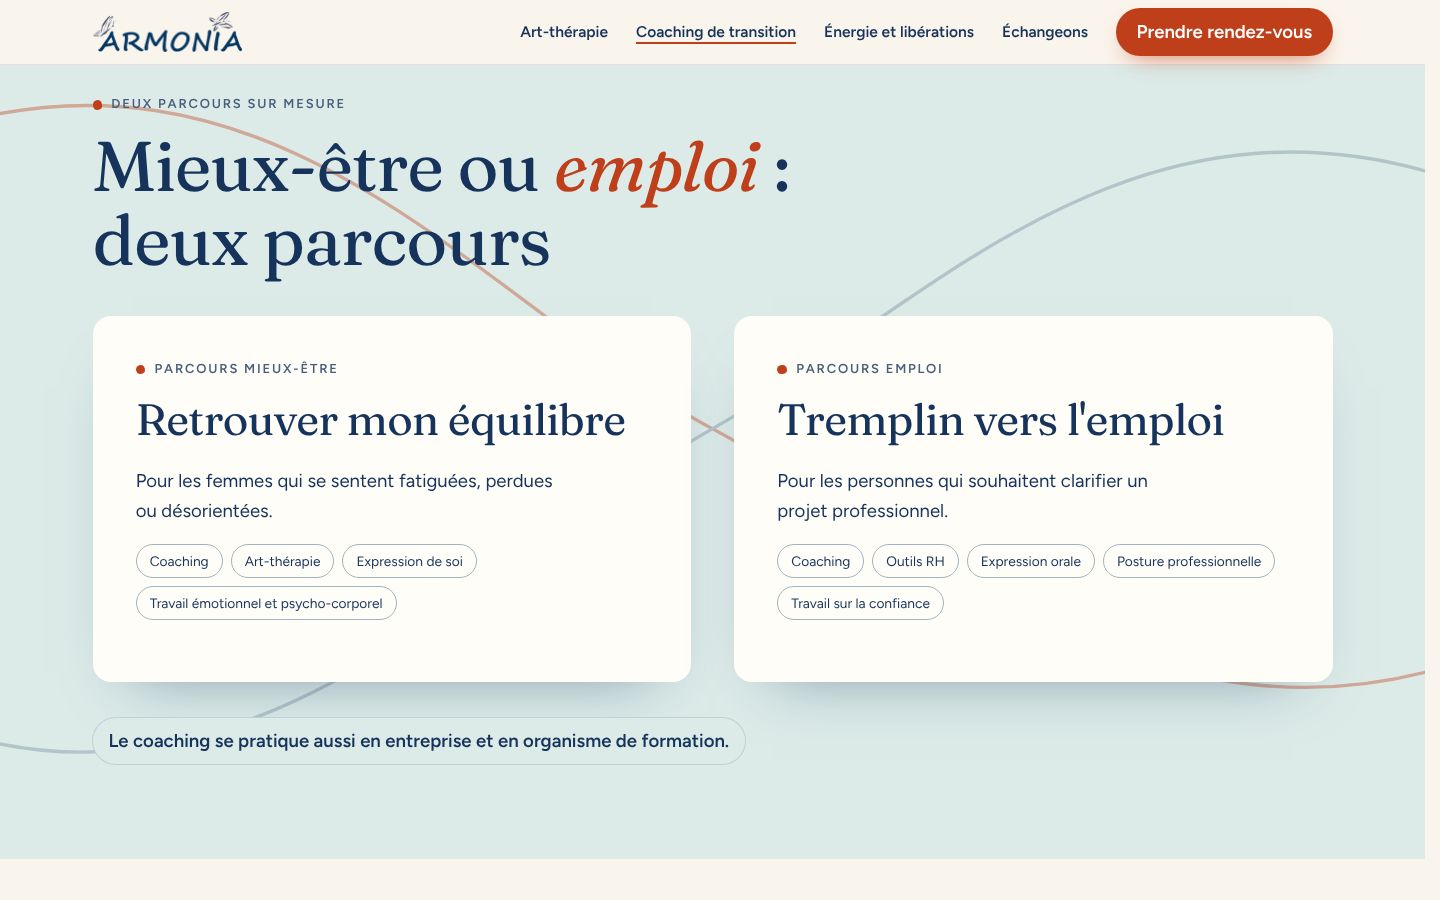 ARMONIA
Art-thérapie
Coaching de transition
Énergie et libérations
Échangeons
Prendre rendez-vous
DEUX PARCOURS SUR MESURE
Mieux-être ou emploi :
deux parcours
PARCOURS MIEUX-ÊTRE
Retrouver mon équilibre
Pour les femmes qui se sentent fatiguées, perdues
ou désorientées.
Coaching
Art-thérapie
Expression de soi
Travail émotionnel et psycho-corporel
PARCOURS EMPLOI
Tremplin vers l'emploi
Pour les personnes qui souhaitent clarifier un
projet professionnel.
Coaching
Outils RH
Expression orale
Posture professionnelle
Travail sur la confiance
Le coaching se pratique aussi en entreprise et en organisme de formation.